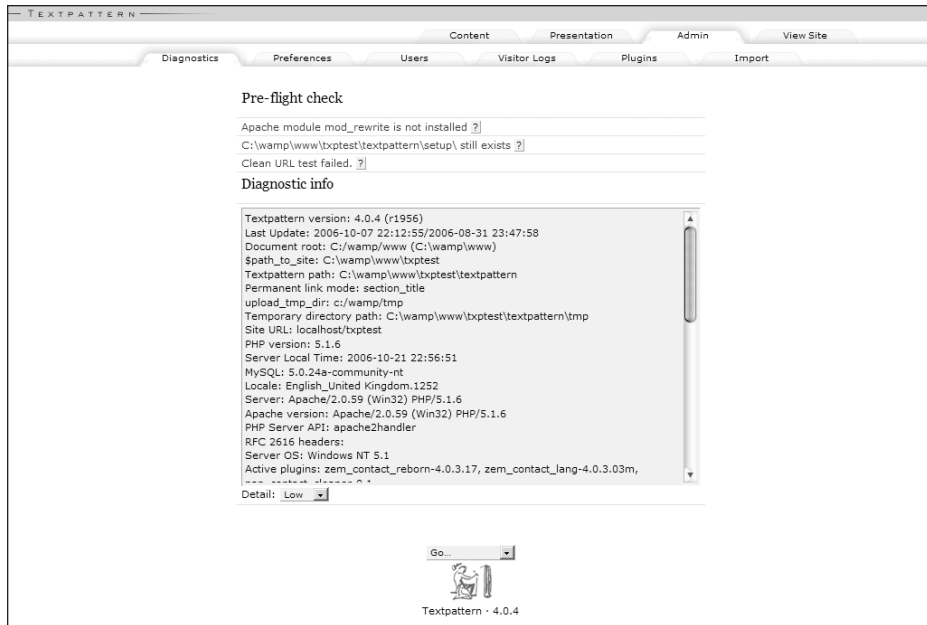 TEXTPATTERN
Content Presentation Admin View Site
Diagnostics Preferences Users Visitor Logs Plugins Import
Pre-flight check
Apache module mod_rewrite is not installed ?
C:\wamp\www\txptest\textpattern\setup\ still exists ?
Clean URL test failed. ?
Diagnostic info
Textpattern version: 4.0.4 (r1956)
Last Update: 2006-10-07 22:12:55/2006-08-31 23:47:58
Document root: C:/wamp/www (C:\wamp\www)
$path_to_site: C:\wamp\www\txptest
Textpattern path: C:\wamp\www\txptest\textpattern
Permanent link mode: section_title
upload_tmp_dir: c:/wamp/tmp
Temporary directory path: C:\wamp\www\txptest\textpattern\tmp
Site URL: localhost/txptest
PHP version: 5.1.6
Server Local Time: 2006-10-21 22:56:51
MySQL: 5.0.24a-community-nt
Locale: English_United Kingdom.1252
Server: Apache/2.0.59 (Win32) PHP/5.1.6
Apache version: Apache/2.0.59 (Win32) PHP/5.1.6
PHP Server API: apache2handler
RFC 2616 headers:
Server OS: Windows NT 5.1
Active plugins: zem_contact_reborn-4.0.3.17, zem_contact_lang-4.0.3.03m,
Detail: Low
Go...
Textpattern · 4.0.4